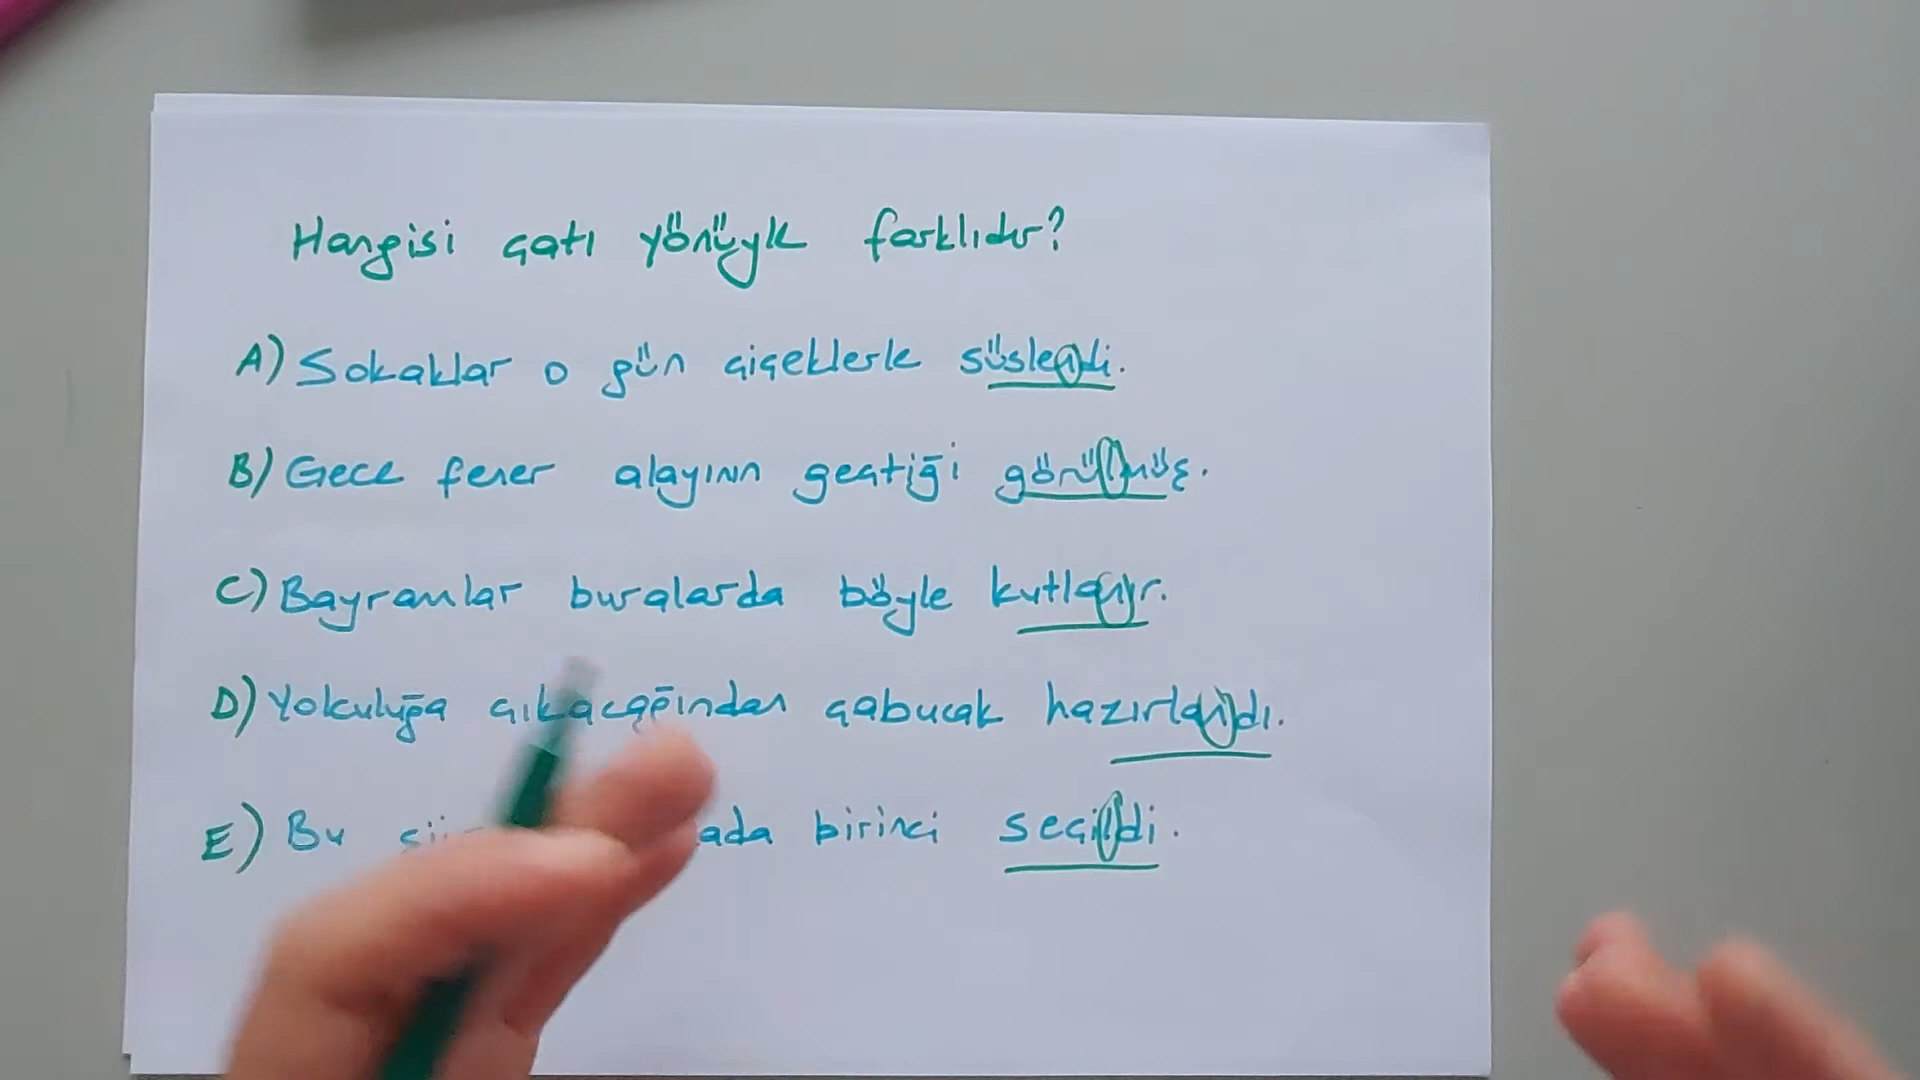 Hangisi çatı yönüyle farklıdır?
A) Sokaklar o gün çiçeklerle süslendi.
B) Gece fener alayının geçtiği görülmüş.
C) Bayramlar buralarda böyle kutlanır.
D) Yolculuğa çıkacağından çabucak hazırlandı.
E) Bu birinci seçildi.